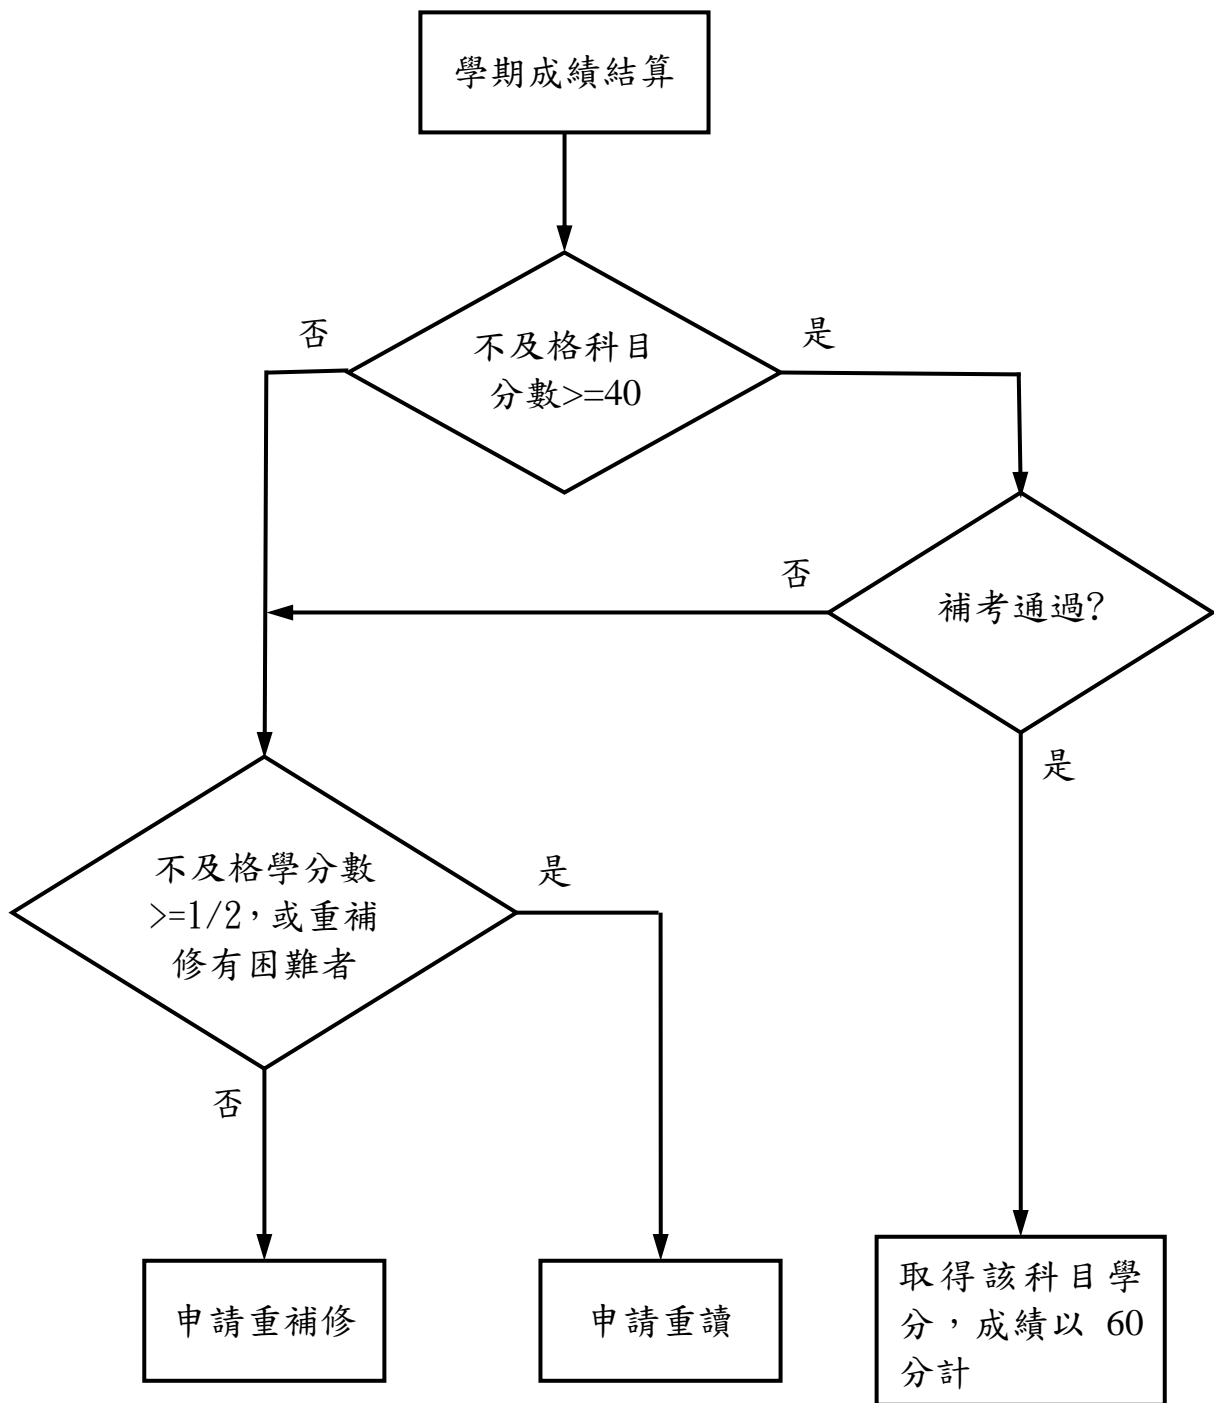 學期成績結算
否
是
不及格科目
分數>=40
否
補考通過?
是
不及格學分數
>=1/2，或重補
修有困難者
是
否
申請重補修
申請重讀
取得該科目學
分，成績以 60
分計